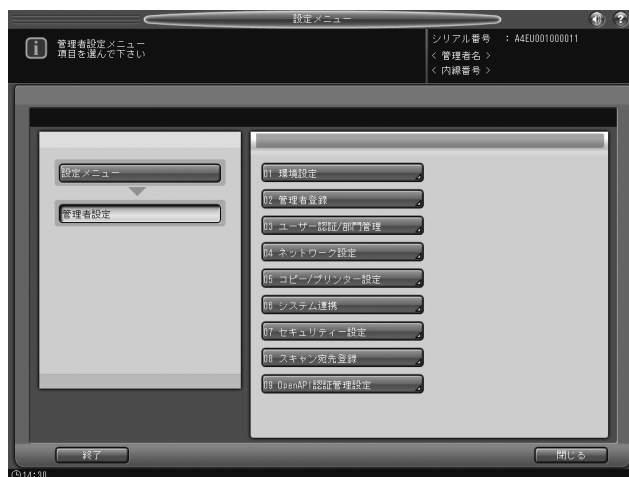 設定メニュー
管理者設定メニュー
項目を選んで下さい
シリアル番号 : A4EU001000011
< 管理者名 >
< 内線番号 >
設定メニュー
管理者設定
01 環境設定
02 管理者登録
03 ユーザー認証/部門管理
04 ネットワーク設定
05 コピー/プリンター設定
06 システム連携
07 セキュリティー設定
08 スキャン宛先登録
09 OpenAPI認証管理設定
終了
閉じる
14:30